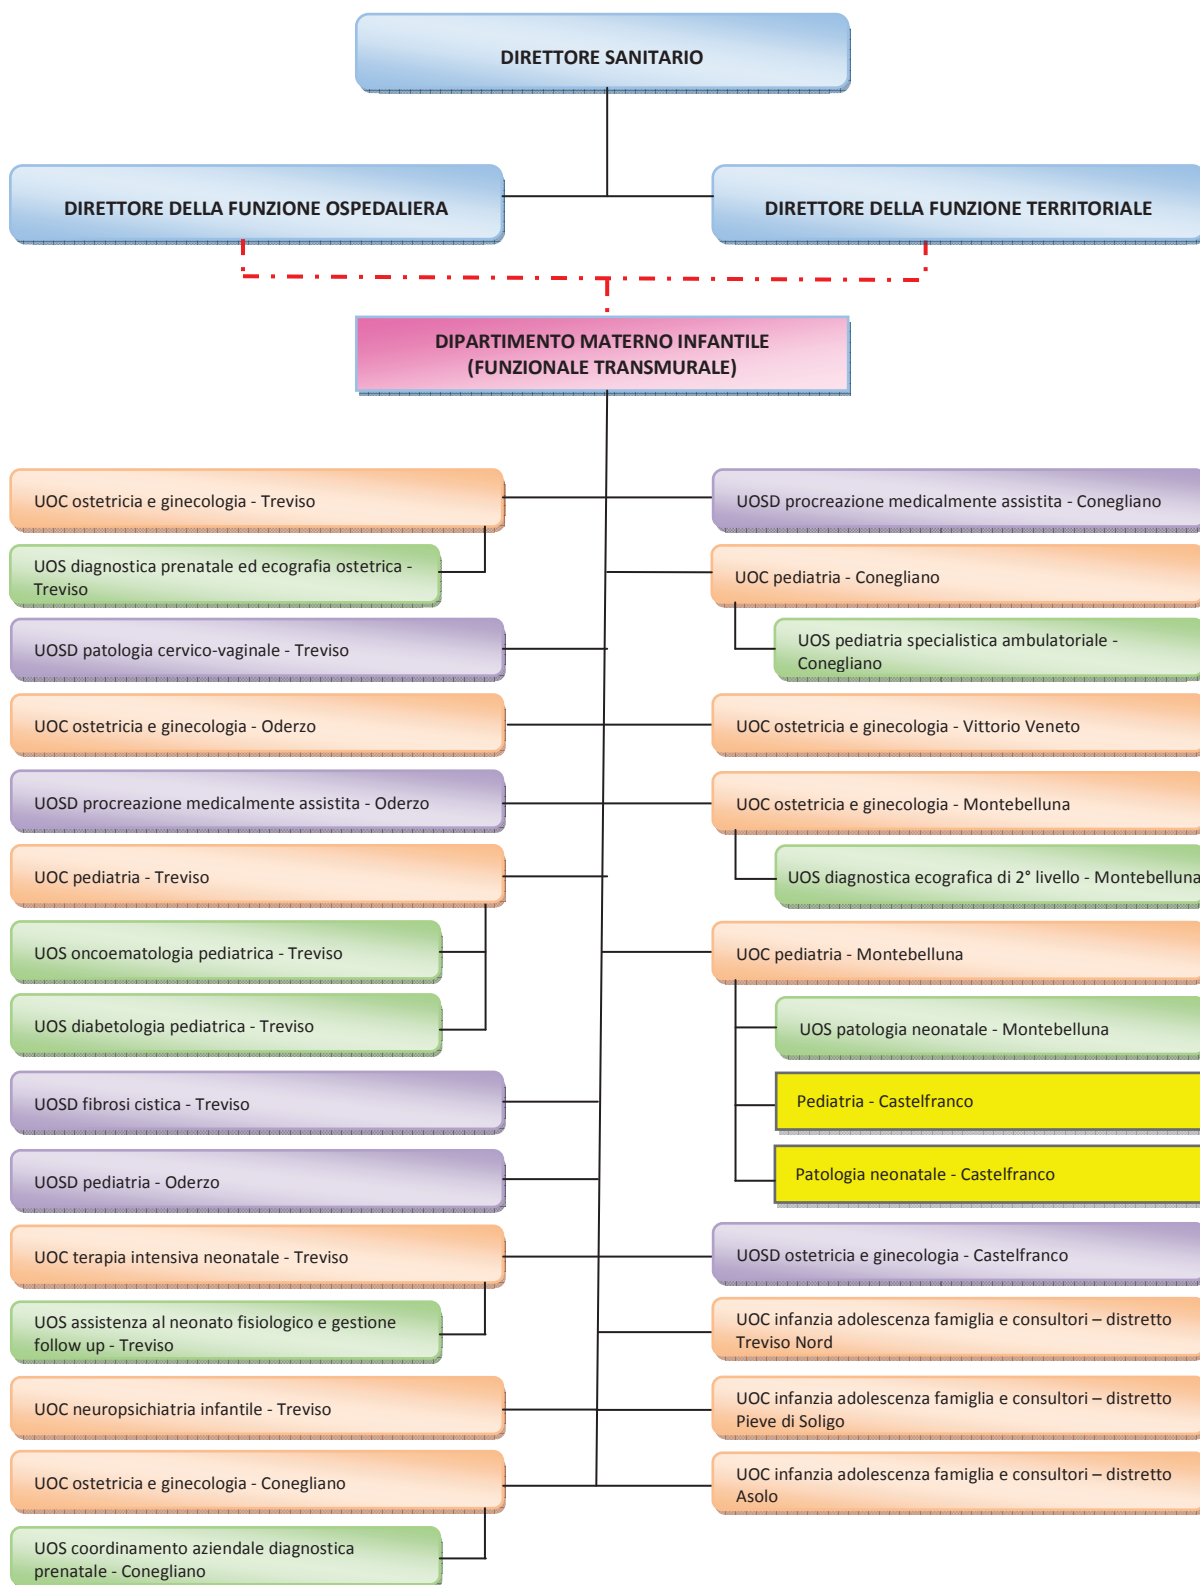 DIRETTORE SANITARIO
DIRETTORE DELLA FUNZIONE OSPEDALIERA
DIRETTORE DELLA FUNZIONE TERRITORIALE
DIPARTIMENTO MATERNO INFANTILE
(FUNZIONALE TRANSMURALE)
UOC ostetricia e ginecologia - Treviso
UOS diagnostica prenatale ed ecografia ostetrica -
Treviso
UOSD patologia cervico-vaginale - Treviso
UOC ostetricia e ginecologia - Oderzo
UOSD procreazione medicalmente assistita - Oderzo
UOC pediatria - Treviso
UOS oncoematologia pediatrica - Treviso
UOS diabetologia pediatrica - Treviso
UOSD fibrosi cistica - Treviso
UOSD pediatria - Oderzo
UOC terapia intensiva neonatale - Treviso
UOS assistenza al neonato fisiologico e gestione
follow up - Treviso
UOC neuropsichiatria infantile - Treviso
UOC ostetricia e ginecologia - Conegliano
UOS coordinamento aziendale diagnostica
prenatale - Conegliano
UOSD procreazione medicalmente assistita - Conegliano
UOC pediatria - Conegliano
UOS pediatria specialistica ambulatoriale -
Conegliano
UOC ostetricia e ginecologia - Vittorio Veneto
UOC ostetricia e ginecologia - Montebelluna
UOS diagnostica ecografica di 2° livello - Montebelluna
UOC pediatria - Montebelluna
UOS patologia neonatale - Montebelluna
Pediatria - Castelfranco
Patologia neonatale - Castelfranco
UOSD ostetricia e ginecologia - Castelfranco
UOC infanzia adolescenza famiglia e consultori – distretto
Treviso Nord
UOC infanzia adolescenza famiglia e consultori – distretto
Pieve di Soligo
UOC infanzia adolescenza famiglia e consultori – distretto
Asolo